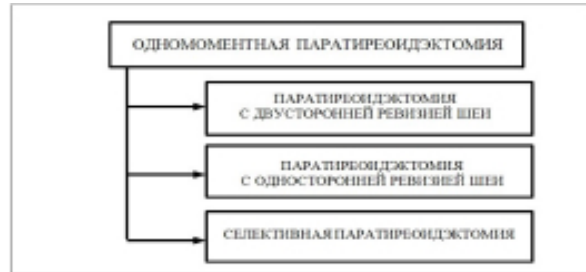 ОДНОМОМЕНТНАЯ ПАРАТИРЕОИДЭКТОМИЯ
ПАРАТИРЕОИДЭКТОМИЯ
С ДВУСТОРОННЕЙ РЕВИЗИЕЙ ШЕИ
ПАРАТИРЕОИДЭКТОМИЯ
С ОДНОСТОРОННЕЙ РЕВИЗИЕЙ ШЕИ
СЕЛЕКТИВНАЯ ПАРАТИРЕОИДЭКТОМИЯ